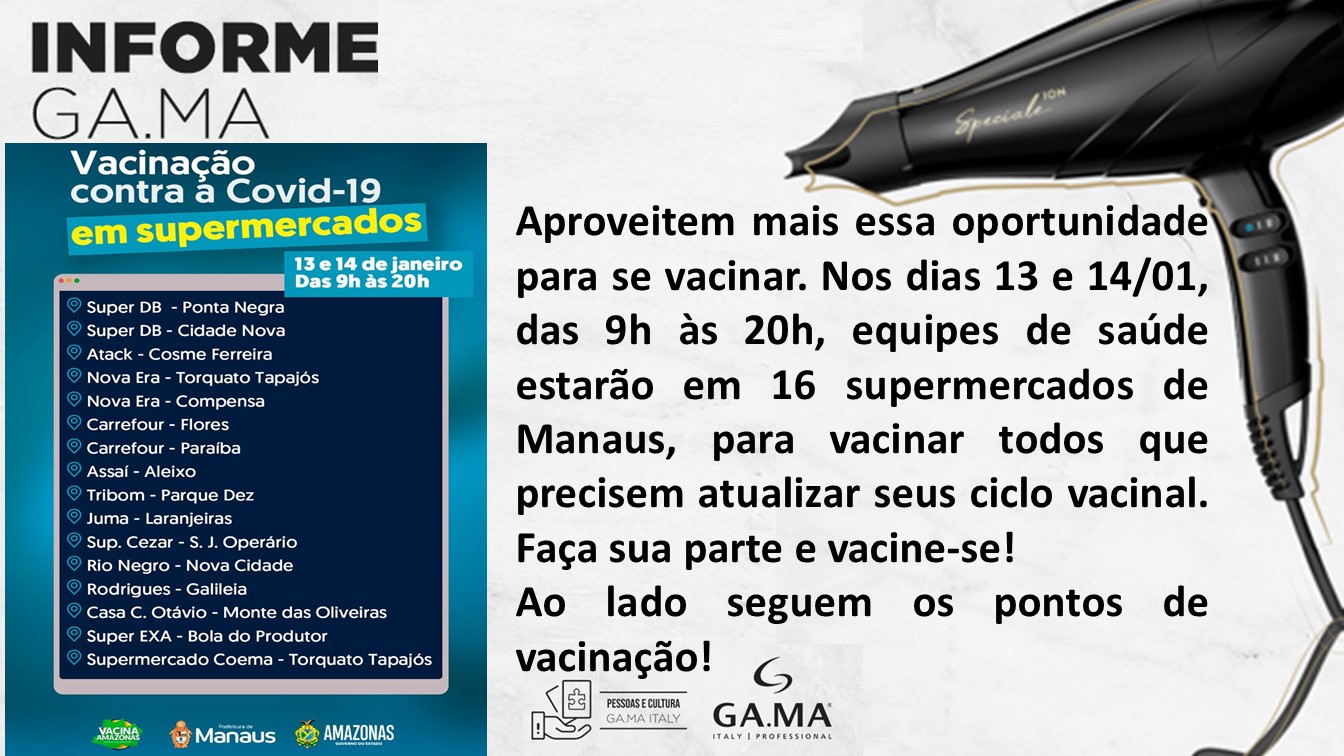 INFORME
GA.MA
Vacinação
contra a Covid-19
em supermercados
13 e 14 de janeiro
Das 9h às 20h
Super DB - Ponta Negra
Super DB - Cidade Nova
Atack - Cosme Ferreira
Nova Era - Torquato Tapajós
Nova Era - Compensa
Carrefour - Flores
Carrefour - Paraíba
Assaí - Aleixo
Tribom - Parque Dez
Juma - Laranjeiras
Sup. Cezar - S. J. Operário
Rio Negro - Nova Cidade
Rodrigues - Galileia
Casa C. Otávio - Monte das Oliveiras
Super EXA - Bola do Produtor
Supermercado Coema - Torquato Tapajós
VACINA
AMAZONAS
Prefeitura de
Manaus
AMAZONAS
GOVERNO DO ESTADO
Speciale ION
Aproveitem mais essa oportunidade
para se vacinar. Nos dias 13 e 14/01,
das 9h às 20h, equipes de saúde
estarão em 16 supermercados de
Manaus, para vacinar todos que
precisem atualizar seus ciclo vacinal.
Faça sua parte e vacine-se!
Ao lado seguem os pontos de
vacinação!
PESSOAS E CULTURA
GA.MA ITALY
GA.MA®
ITALY | PROFESSIONAL